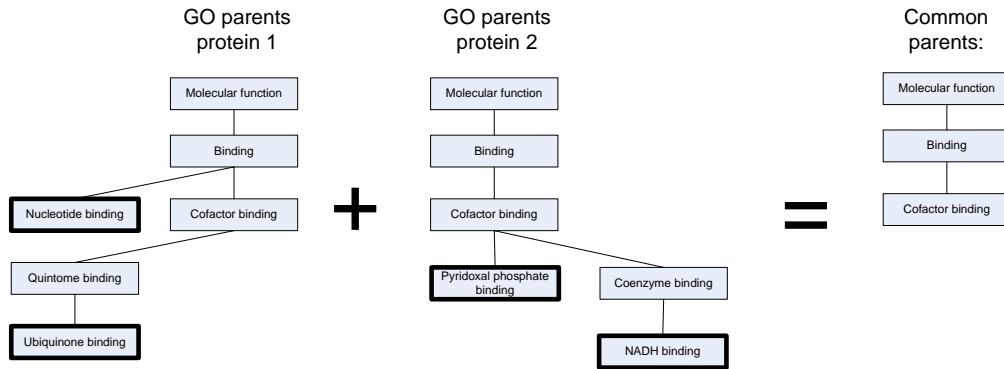 GO parents
protein 1
Molecular function
Binding
Nucleotide binding
Cofactor binding
Quintome binding
Ubiquinone binding
+
GO parents
protein 2
Molecular function
Binding
Cofactor binding
Pyridoxal phosphate
binding
Coenzyme binding
NADH binding
=
Common
parents:
Molecular function
Binding
Cofactor binding